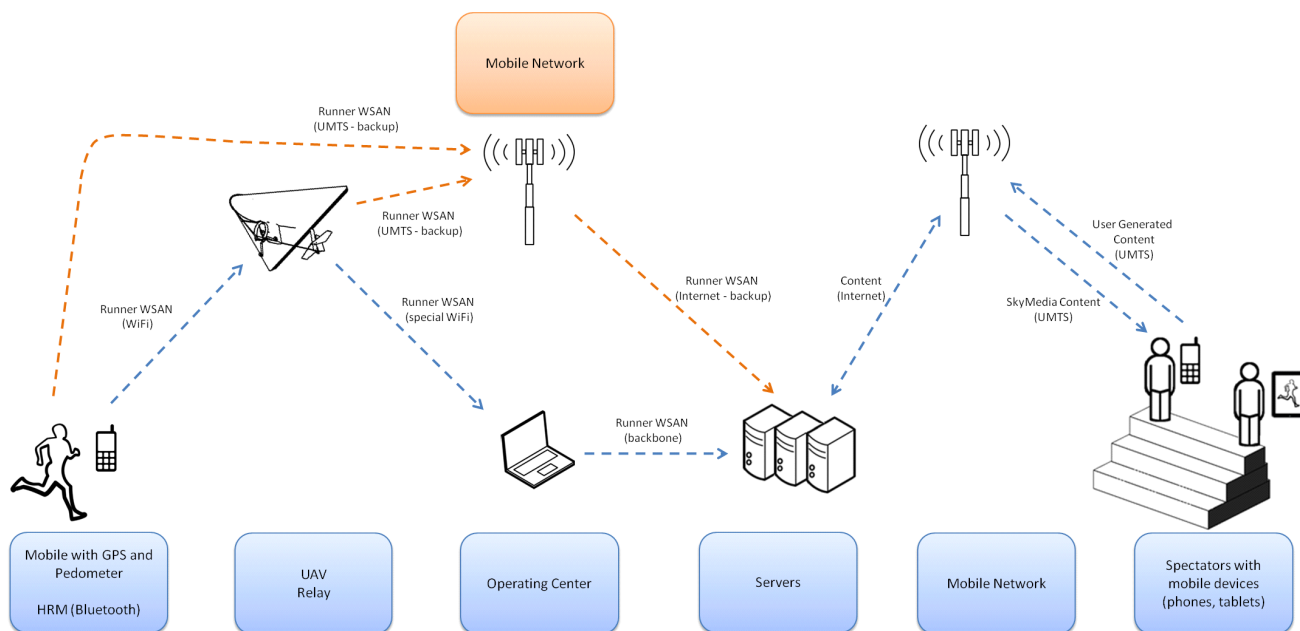 Mobile Network
Runner WSAN
(UMTS - backup)
Runner WSAN
(UMTS - backup)
User Generated
Content
(UMTS)
Runner WSAN
(Internet - backup)
Content
(Internet)
Runner WSAN
(WiFi)
Runner WSAN
(special WiFi)
SkyMedia Content
(UMTS)
Runner WSAN
(backbone)
Mobile with GPS and
Pedometer
HRM (Bluetooth)
UAV
Relay
Operating Center
Servers
Mobile Network
Spectators with
mobile devices
(phones, tablets)